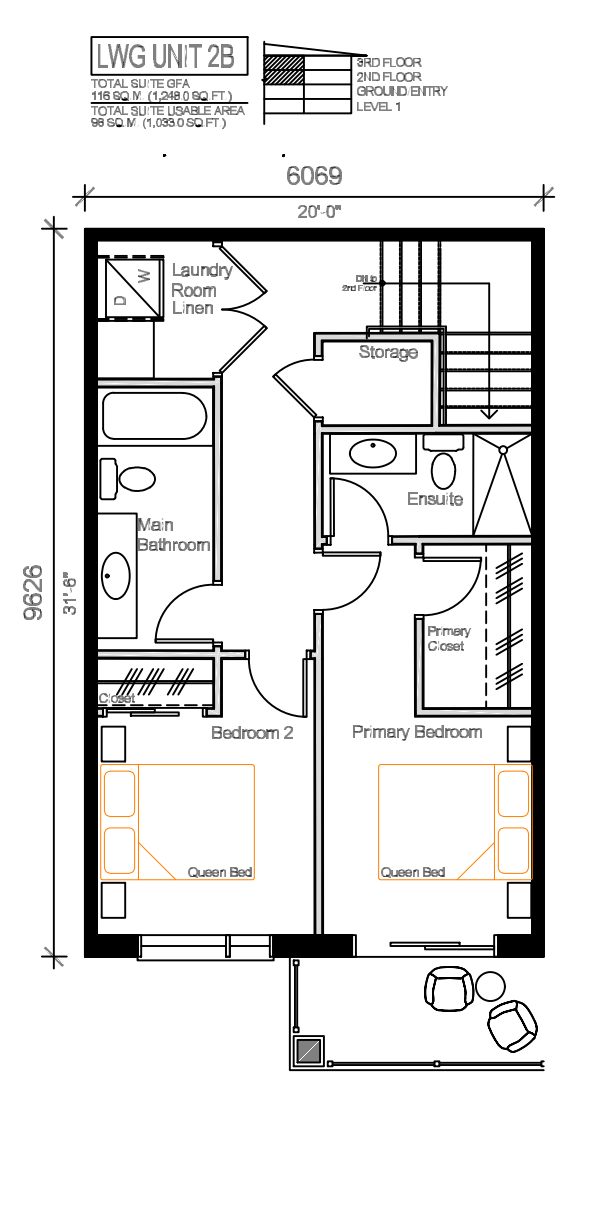 LWG UNIT 2B
TOTAL SUITE GFA
116 SQ.M. (1,248.0 SQ.FT.)
TOTAL SUITE USABLE AREA
96 SQ.M. (1,033.0 SQ.FT.)
3RD FLOOR
2ND FLOOR
GROUND/ENTRY
LEVEL 1
6069
20'-0"
9626
31'-6"
Laundry
Room
Linen
W
D
2nd Floor
Storage
Ensuite
Main
Bathroom
Primary
Closet
Closet
Bedroom 2
Primary Bedroom
Queen Bed
Queen Bed